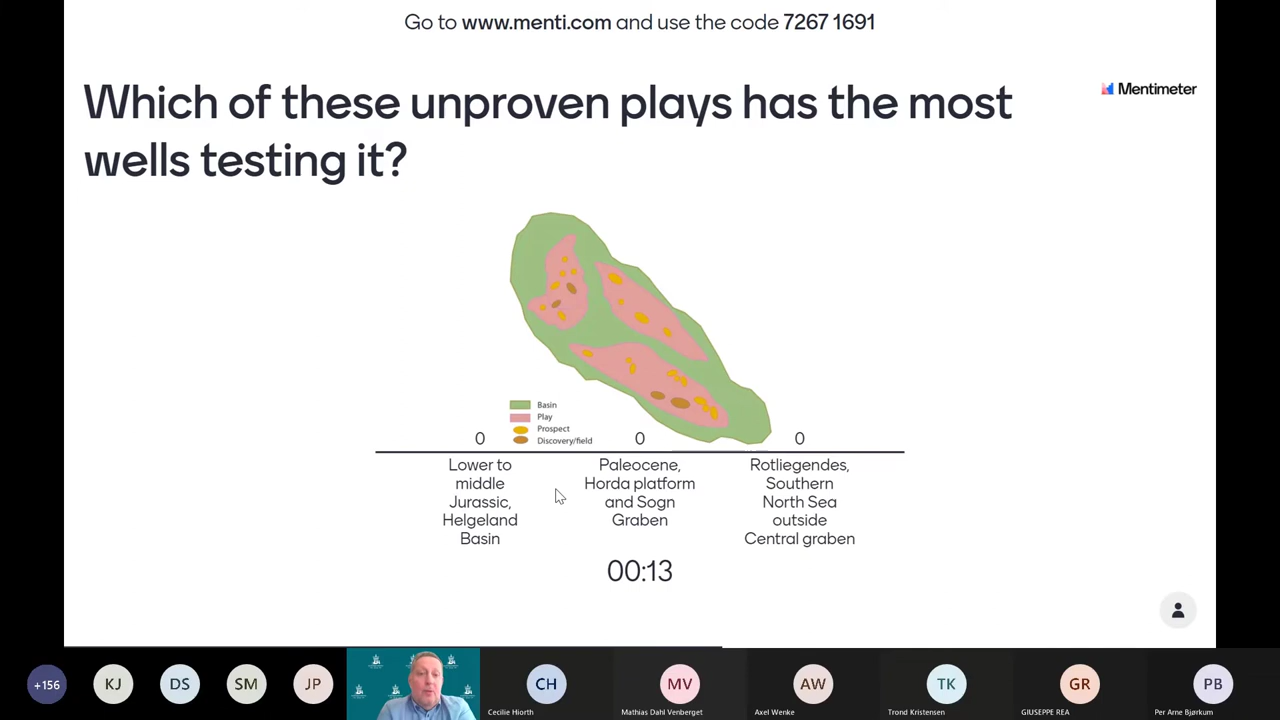 Go to www.menti.com and use the code 7267 1691
Which of these unproven plays has the most
wells testing it?
Mentimeter
Basin
Play
Prospect
Discovery/field
0
0
0
Lower to
middle
Jurassic,
Helgeland
Basin
Paleocene,
Horda platform
and Sogn
Graben
Rotliegendes,
Southern
North Sea
outside
Central graben
00:13
+156
KJ
DS
SM
JP
CH
Cecilie Hiorth
MV
Mathias Dahl Venberget
AW
Axel Wenke
TK
Trond Kristensen
GR
GIUSEPPE REA
PB
Per Arne Bjørkum